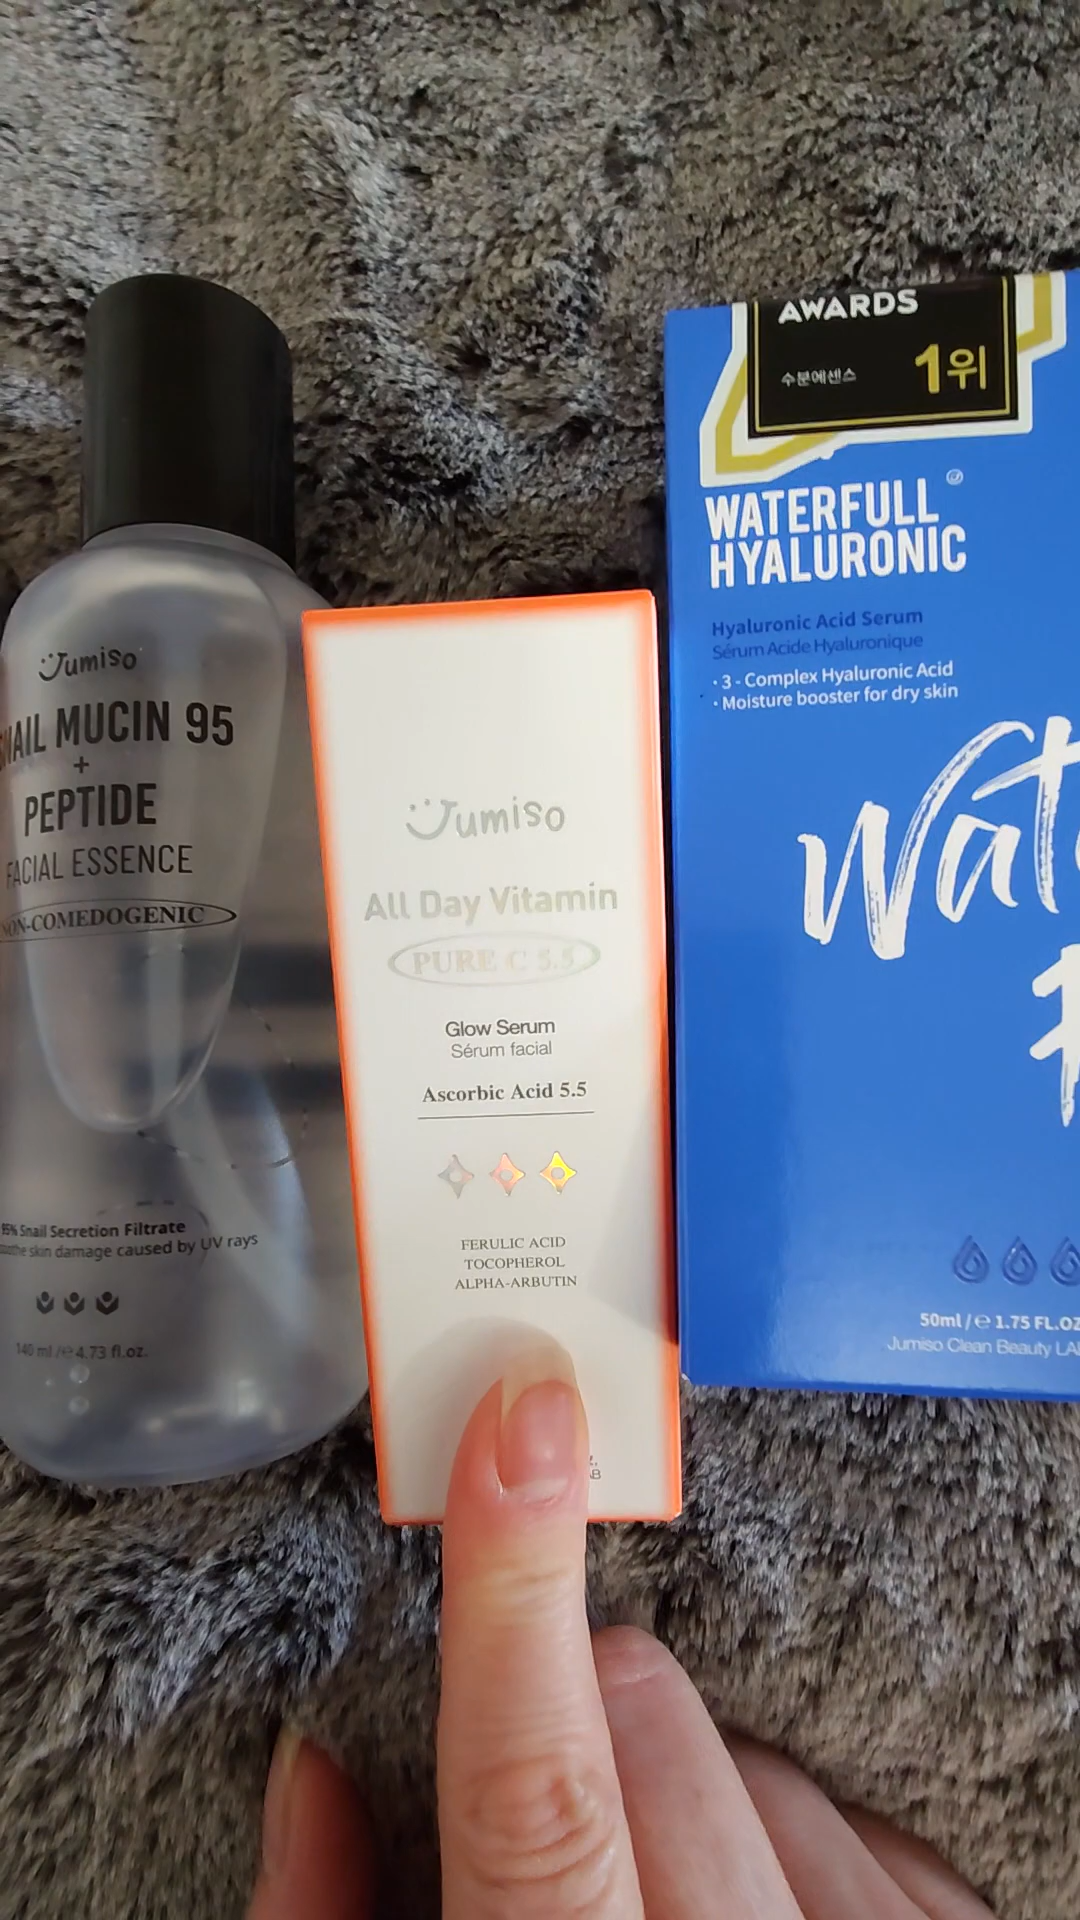 Jumiso
SNAIL MUCIN 95
+
PEPTIDE
FACIAL ESSENCE
NON-COMEDOGENIC
95% Snail Secretion Filtrate
skin damage caused by UV rays
140 ml / ℮ 4.73 fl.oz.
Jumiso
All Day Vitamin
PURE C 5.5
Glow Serum
Sérum facial
Ascorbic Acid 5.5
FERULIC ACID
TOCOPHEROL
ALPHA-ARBUTIN
AWARDS
수분에센스 1위
WATERFULL
HYALURONIC
Hyaluronic Acid Serum
Sérum Acide Hyaluronique
· 3 - Complex Hyaluronic Acid
· Moisture booster for dry skin
Wat
50ml / ℮ 1.75 FL.OZ
Jumiso Clean Beauty LA